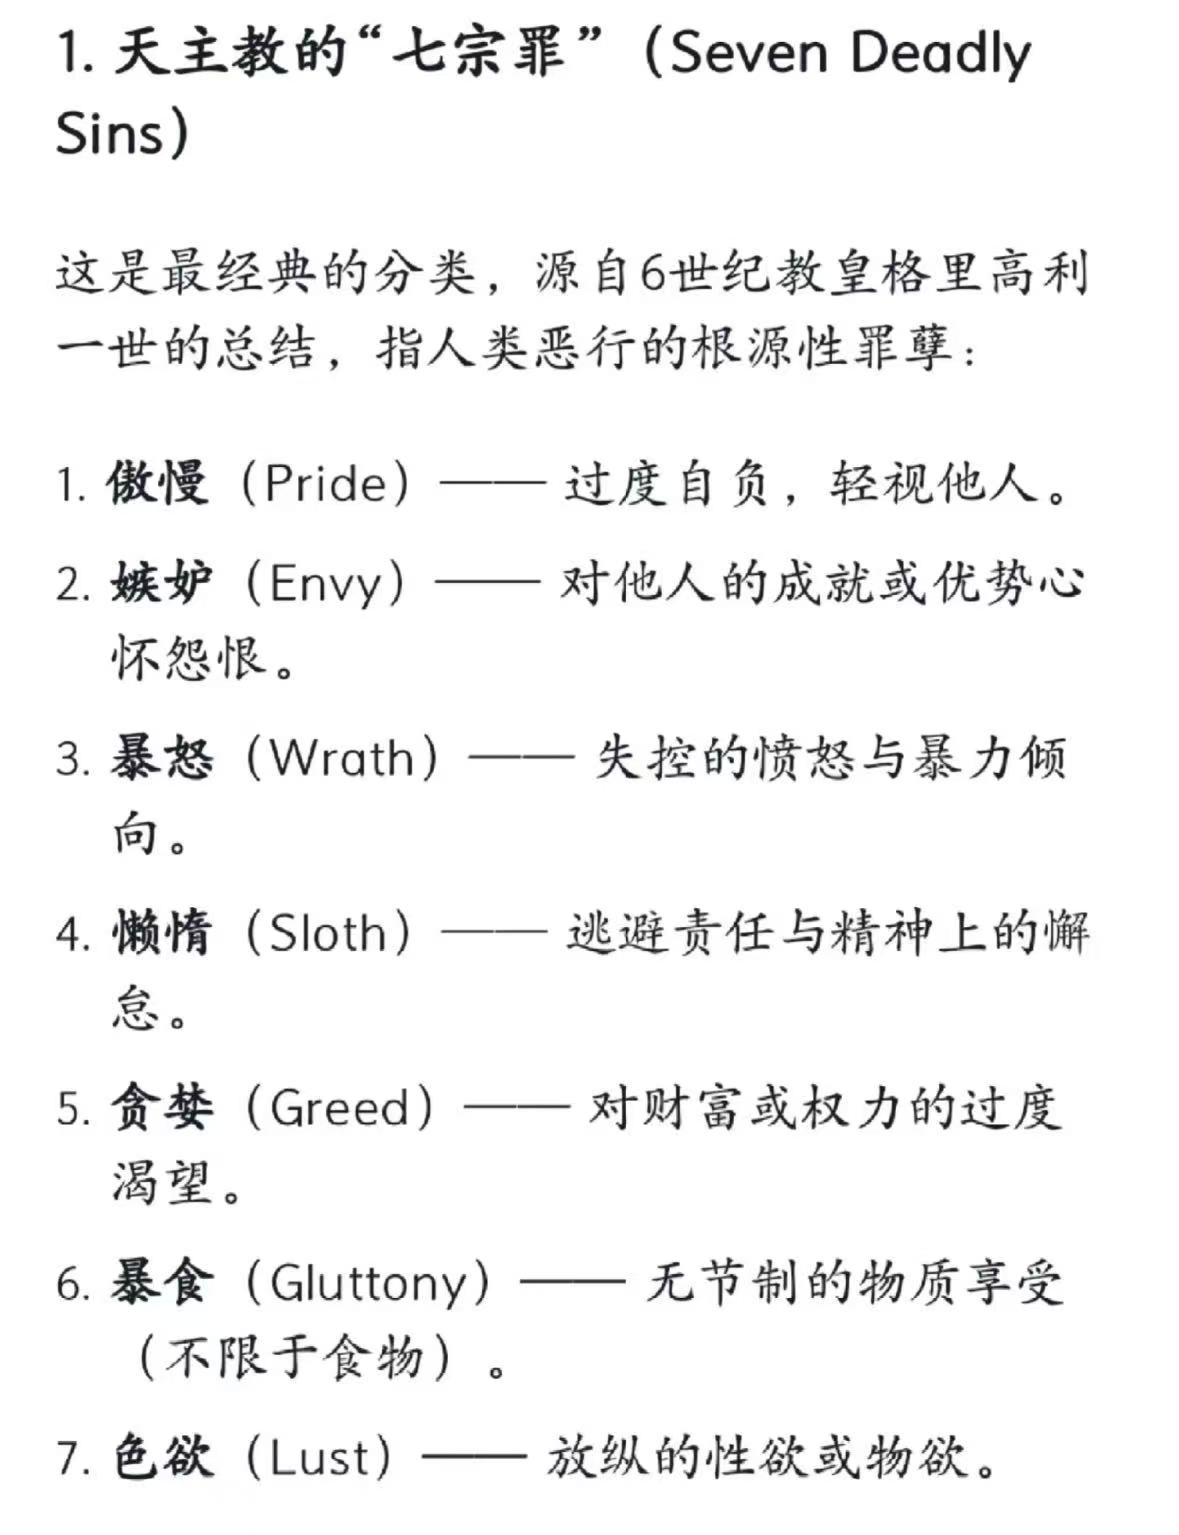 1. 天主教的“七宗罪”（Seven Deadly
Sins）
这是最经典的分类，源自6世纪教皇格里高利
一世的总结，指人类恶行的根源性罪孽：
1. 傲慢（Pride）—— 过度自负，轻视他人。
2. 嫉妒（Envy）—— 对他人的成就或优势心
怀怨恨。
3. 暴怒（Wrath）—— 失控的愤怒与暴力倾
向。
4. 懒惰（Sloth）—— 逃避责任与精神上的懈
怠。
5. 贪婪（Greed）—— 对财富或权力的过度
渴望。
6. 暴食（Gluttony）—— 无节制的物质享受
（不限于食物）。
7. 色欲（Lust）—— 放纵的性欲或物欲。